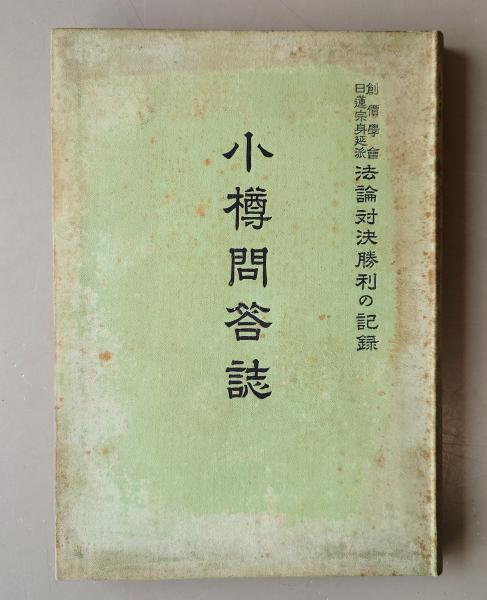 創價學會
日蓮宗身延派
法論対決勝利の記録
小樽問答誌